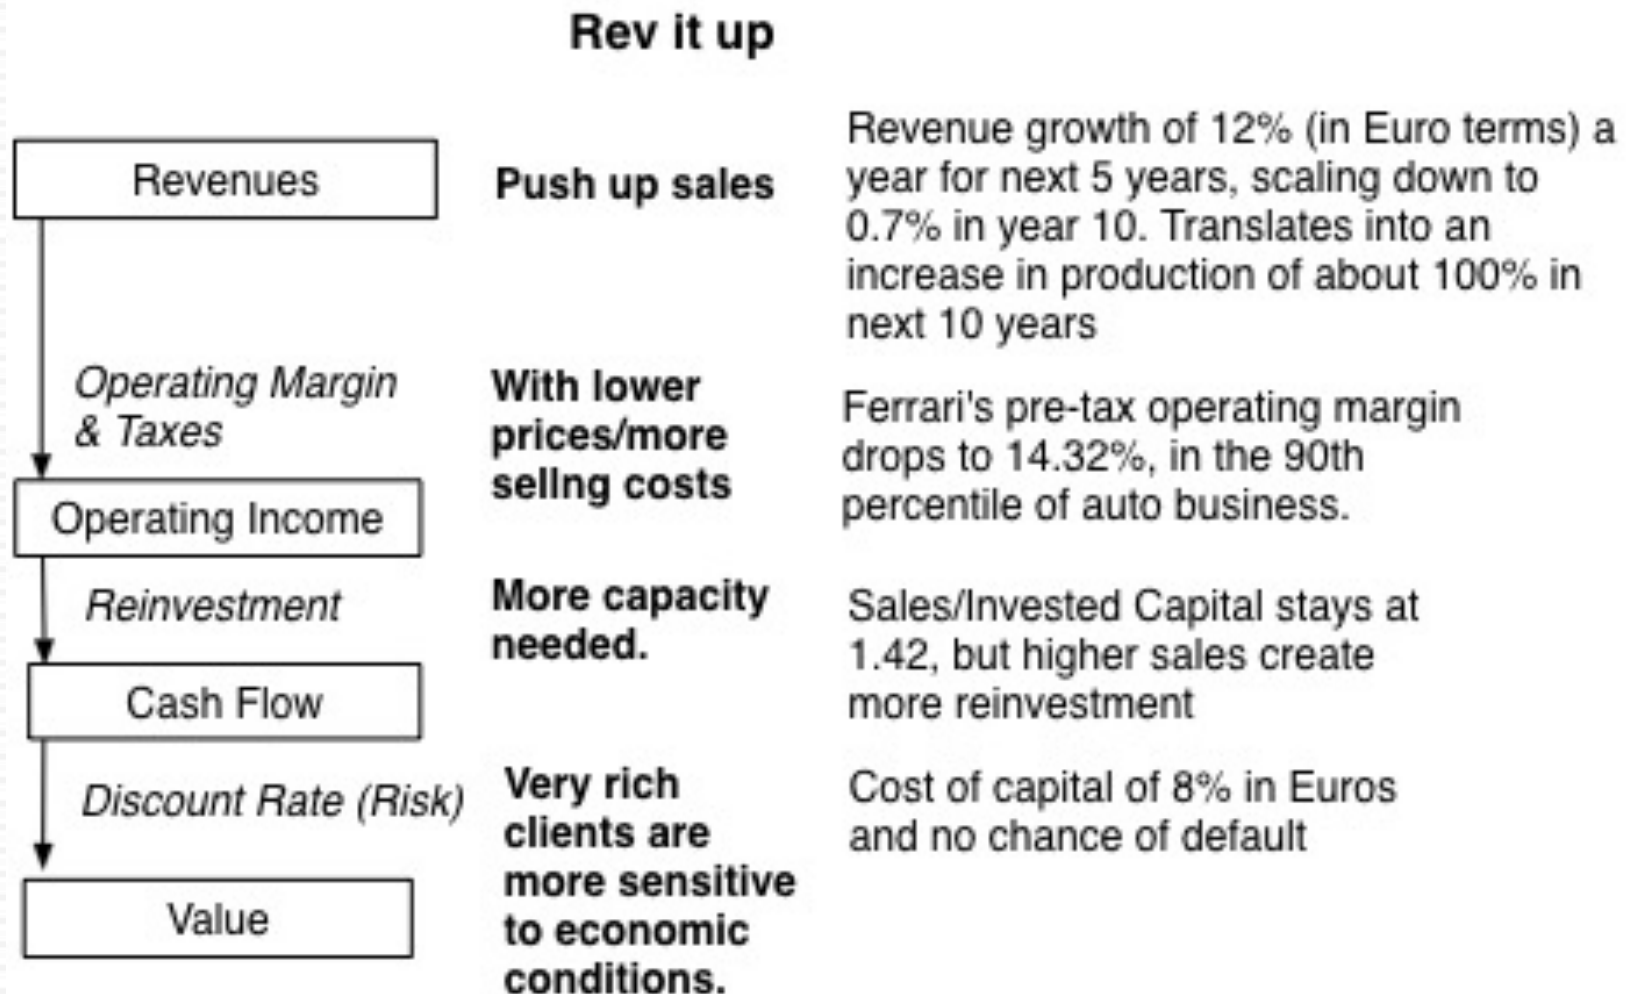 Rev it up
Revenues
Push up sales
Revenue growth of 12% (in Euro terms) a
year for next 5 years, scaling down to
0.7% in year 10. Translates into an
increase in production of about 100% in
next 10 years
Operating Margin
& Taxes
With lower
prices/more
sellng costs
Ferrari's pre-tax operating margin
drops to 14.32%, in the 90th
percentile of auto business.
Operating Income
Reinvestment
More capacity
needed.
Sales/Invested Capital stays at
1.42, but higher sales create
more reinvestment
Cash Flow
Discount Rate (Risk)
Very rich
clients are
more sensitive
to economic
conditions.
Cost of capital of 8% in Euros
and no chance of default
Value